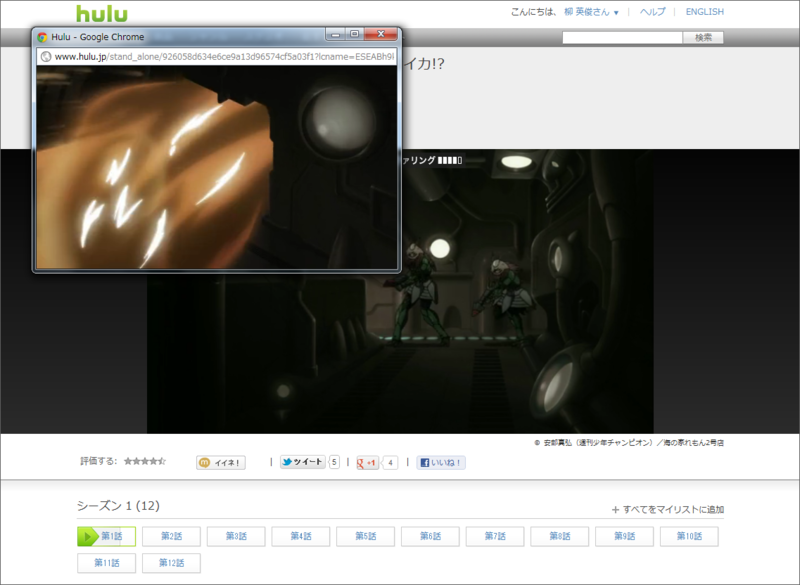 hulu
こんにちは、 柳 英俊さん ▼ | ヘルプ | ENGLISH
Hulu - Google Chrome
検索
www.hulu.jp/stand_alone/926058d634e6ce9a13d96574cf5a03f1?lcname=ESEABh9
イカ!?
ァリング
© 安部真弘（週刊少年チャンピオン）／海の家れもん2号店
評価する: イイネ！ | ツイート 5 | +1 4 | いいね！
シーズン 1 (12)
+ すべてをマイリストに追加
第1話 第2話 第3話 第4話 第5話 第6話 第7話 第8話 第9話 第10話
第11話 第12話